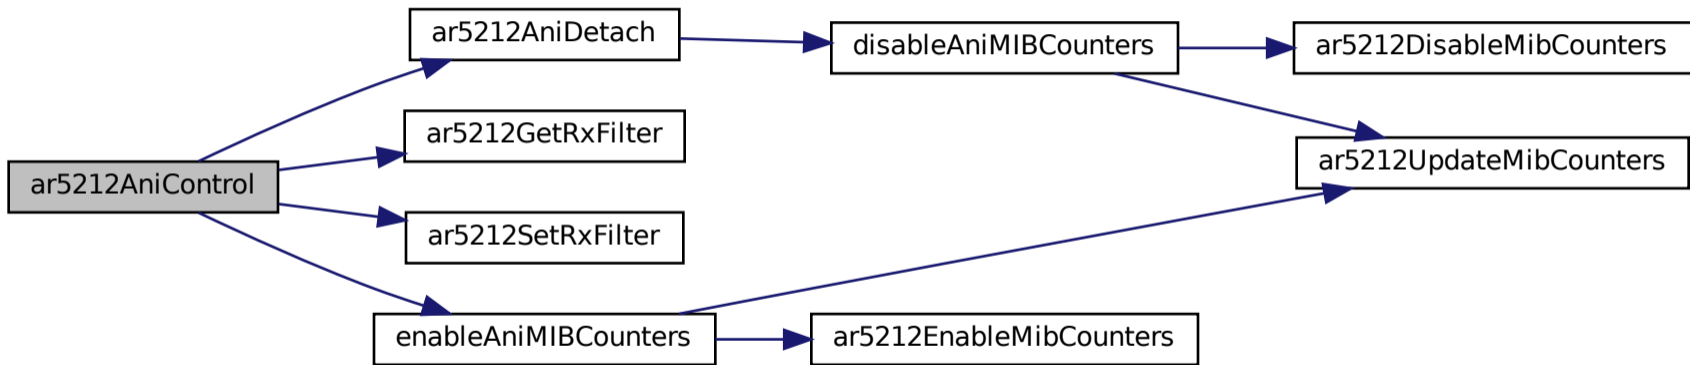 ar5212AniControl
ar5212AniDetach
ar5212GetRxFilter
ar5212SetRxFilter
enableAniMIBCounters
disableAniMIBCounters
ar5212EnableMibCounters
ar5212DisableMibCounters
ar5212UpdateMibCounters